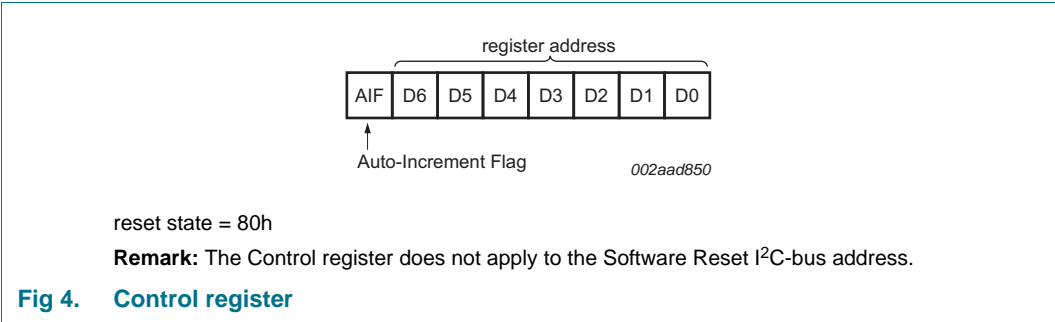 register address
AIF D6 D5 D4 D3 D2 D1 D0
Auto-Increment Flag
002aad850
reset state = 80h
Remark: The Control register does not apply to the Software Reset I²C-bus address.
Fig 4. Control register